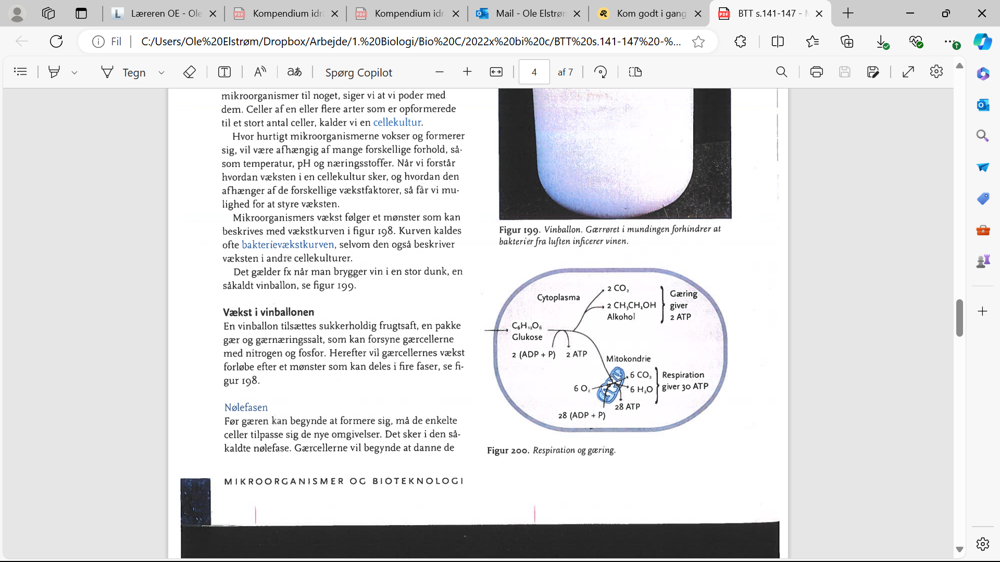 Læreren OE - Ole
Kompendium idr
Kompendium idr
Mail - Ole Elstrøm
Kom godt i gang
BTT s.141-147 - M
Fil
C:/Users/Ole%20Elstrøm/Dropbox/Arbejde/1.%20Biologi/Bio%20C/2022x%20bi%20c/BTT%20s.141-147%20-%...
Tegn
aあ
Spørg Copilot
4
af 7
mikroorganismer til noget, siger vi at vi poder med
dem. Celler af en eller flere arter som er opformerede
til et stort antal celler, kalder vi en cellekultur.
Hvor hurtigt mikroorganismerne vokser og formerer
sig, vil være afhængig af mange forskellige forhold, så-
som temperatur, pH og næringsstoffer. Når vi forstår
hvordan væksten i en cellekultur sker, og hvordan den
afhænger af de forskellige vækstfaktorer, så får vi mu-
lighed for at styre væksten.
Mikroorganismers vækst følger et mønster som kan
beskrives med vækstkurven i figur 198. Kurven kaldes
ofte bakterievækstkurven, selvom den også beskriver
væksten i andre cellekulturer.
Det gælder fx når man brygger vin i en stor dunk, en
såkaldt vinballon, se figur 199.
Vækst i vinballonen
En vinballon tilsættes sukkerholdig frugtsaft, en pakke
gær og gærnæringssalt, som kan forsyne gærcellerne
med nitrogen og fosfor. Herefter vil gærcellernes vækst
forløbe efter et mønster som kan deles i fire faser, se fi-
gur 198.
Nølefasen
Før gæren kan begynde at formere sig, må de enkelte
celler tilpasse sig de nye omgivelser. Det sker i den så-
kaldte nølefase. Gærcellerne vil begynde at danne de
MIKROORGANISMER OG BIOTEKNOLOGI
Figur 199. Vinballon. Gærrøret i mundingen forhindrer at
bakterier fra luften inficerer vinen.
Cytoplasma
2 CO₂
2 CH₃CH₂OH
Alkohol
Gæring
giver
2 ATP
C₆H₁₂O₆
Glukose
2 (ADP + P)
2 ATP
Mitokondrie
6 CO₂
6 O₂
6 H₂O
Respiration
giver 30 ATP
28 ATP
28 (ADP + P)
Figur 200. Respiration og gæring.